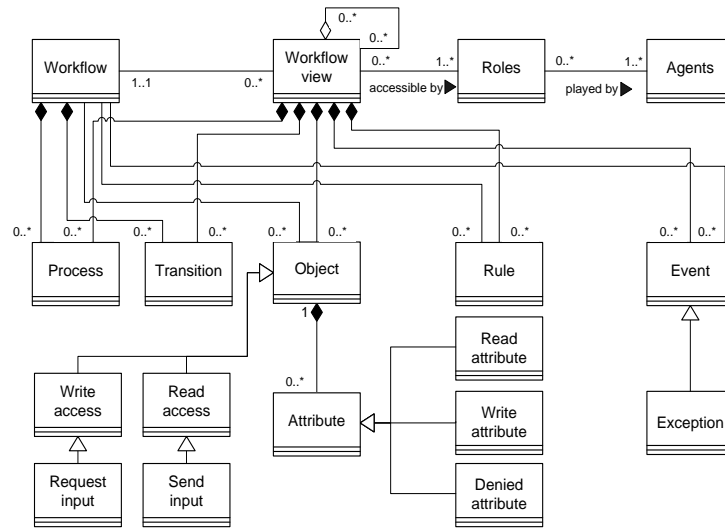 0..*
0..*
Workflow
Workflow
view
Roles
Agents
1..1
0..*
0..*
1..*
0..*
1..*
accessible by
played by
0..*
0..*
0..*
0..*
0..*
0..*
0..*
0..*
0..*
0..*
Process
Transition
Object
Rule
Event
1
0..*
Write
access
Read
access
Attribute
Read
attribute
Write
attribute
Exception
Request
input
Send
input
Denied
attribute